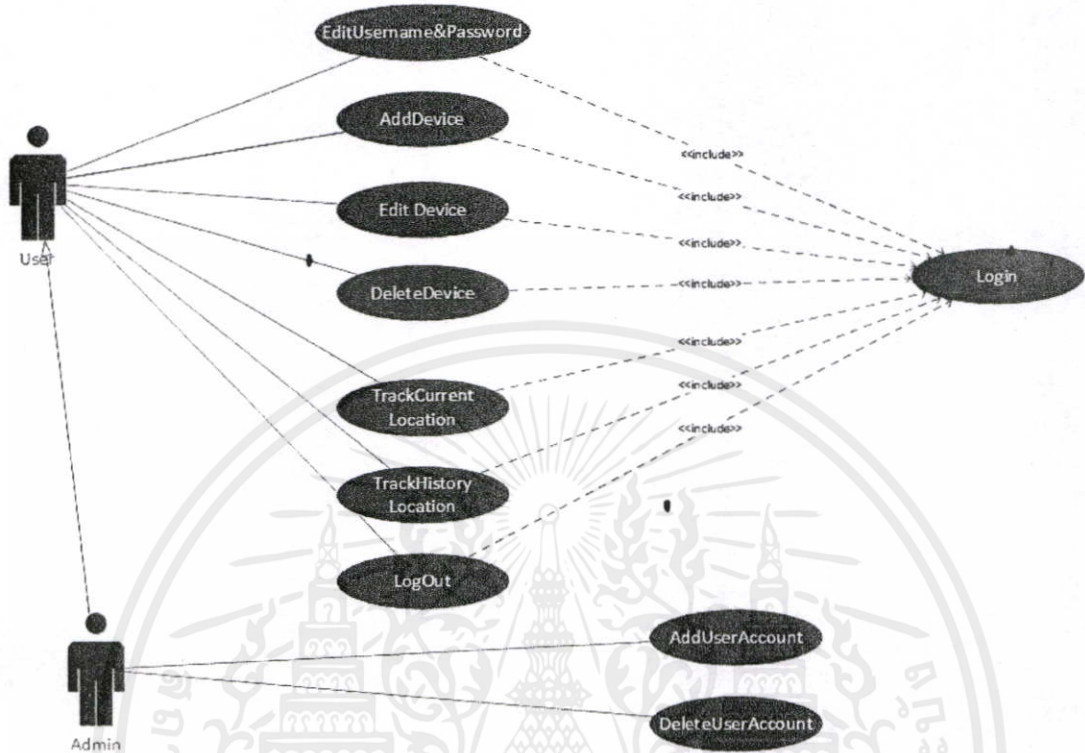 EditUsername&Password
AddDevice
<<include>>
<<include>>
User
Edit Device
<<include>>
Login
DeleteDevice
<<include>>
<<include>>
TrackCurrent
Location
<<include>>
<<include>>
TrackHistory
Location
LogOut
AddUserAccount
DeleteUserAccount
Admin